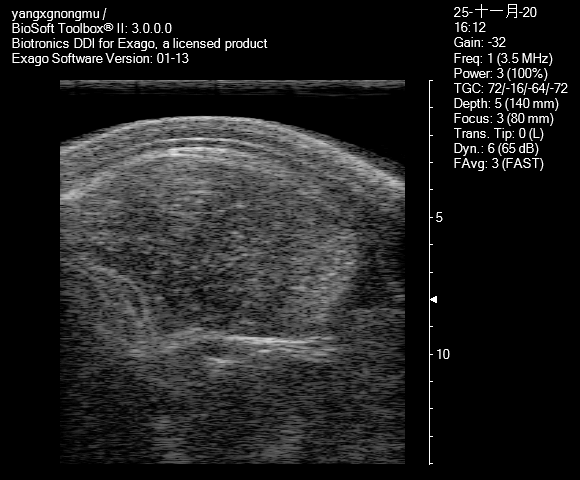 yangxgnongmu /
BioSoft Toolbox® II: 3.0.0.0
Biotronics DDI for Exago, a licensed product
Exago Software Version: 01-13
25-十一月-20
16:12
Gain: -32
Freq: 1 (3.5 MHz)
Power: 3 (100%)
TGC: 72/-16/-64/-72
Depth: 5 (140 mm)
Focus: 3 (80 mm)
Trans. Tip: 0 (L)
Dyn.: 6 (65 dB)
FAvg: 3 (FAST)
5
10